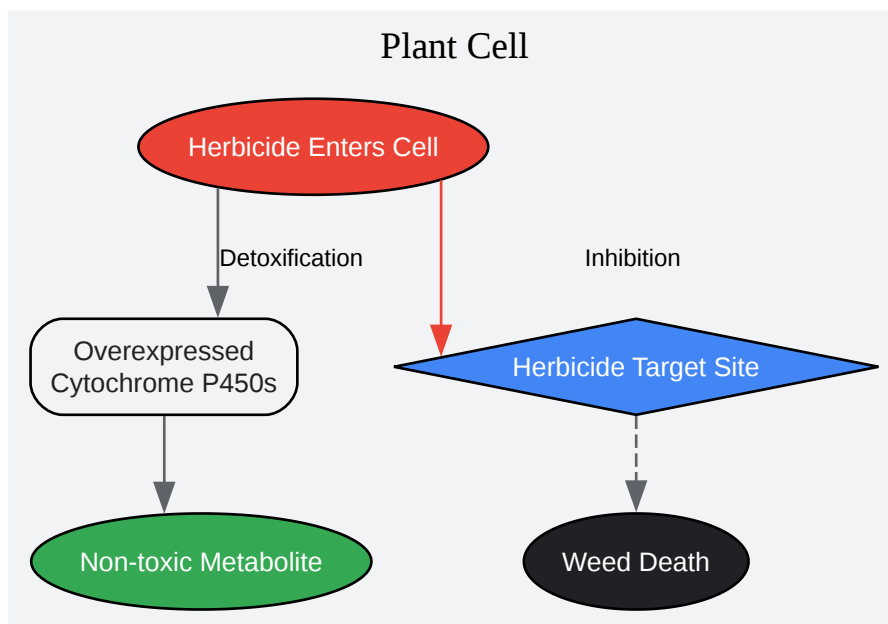 Plant Cell
Herbicide Enters Cell
Detoxification
Inhibition
Overexpressed
Cytochrome P450s
Herbicide Target Site
Non-toxic Metabolite
Weed Death